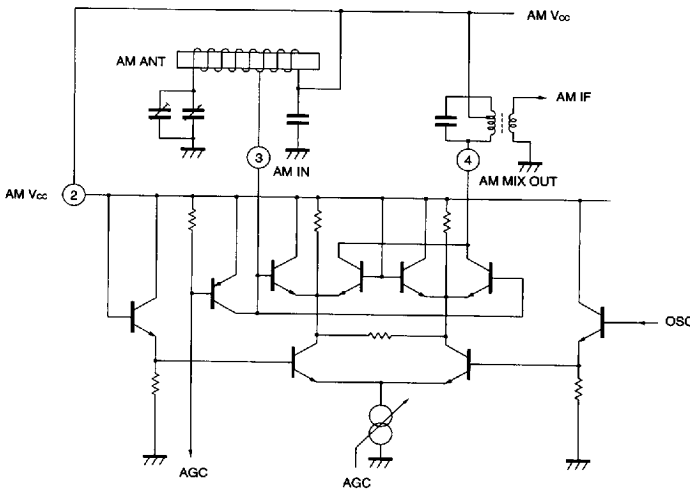 AM Vcc
AM ANT
AM IF
3
AM IN
4
AM MIX OUT
AM Vcc
2
OSC
AGC
AGC